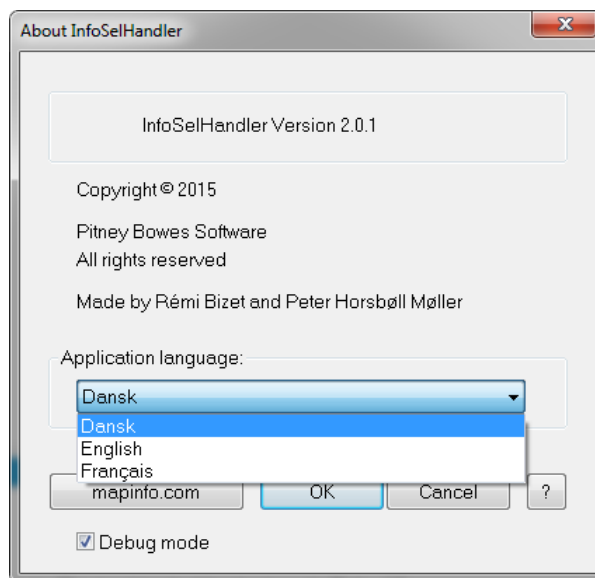 About InfoSelHandler
InfoSelHandler Version 2.0.1
Copyright © 2015
Pitney Bowes Software
All rights reserved
Made by Rémi Bizet and Peter Horsbøll Møller
Application language:
Dansk
Dansk
English
Français
mapinfo.com OK Cancel ?
Debug mode